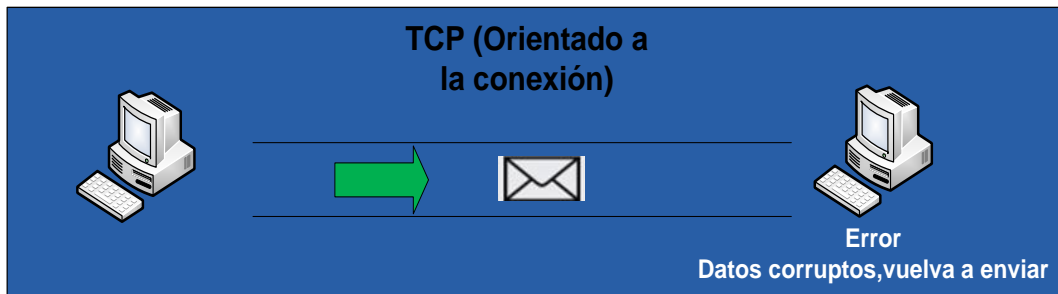 TCP (Orientado a
la conexión)
Error
Datos corruptos,vuelva a enviar